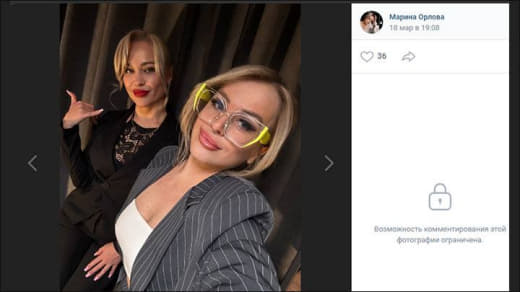 Марина Орлова
18 мар в 19:08
36
Возможность комментирования этой
фотографии ограничена.